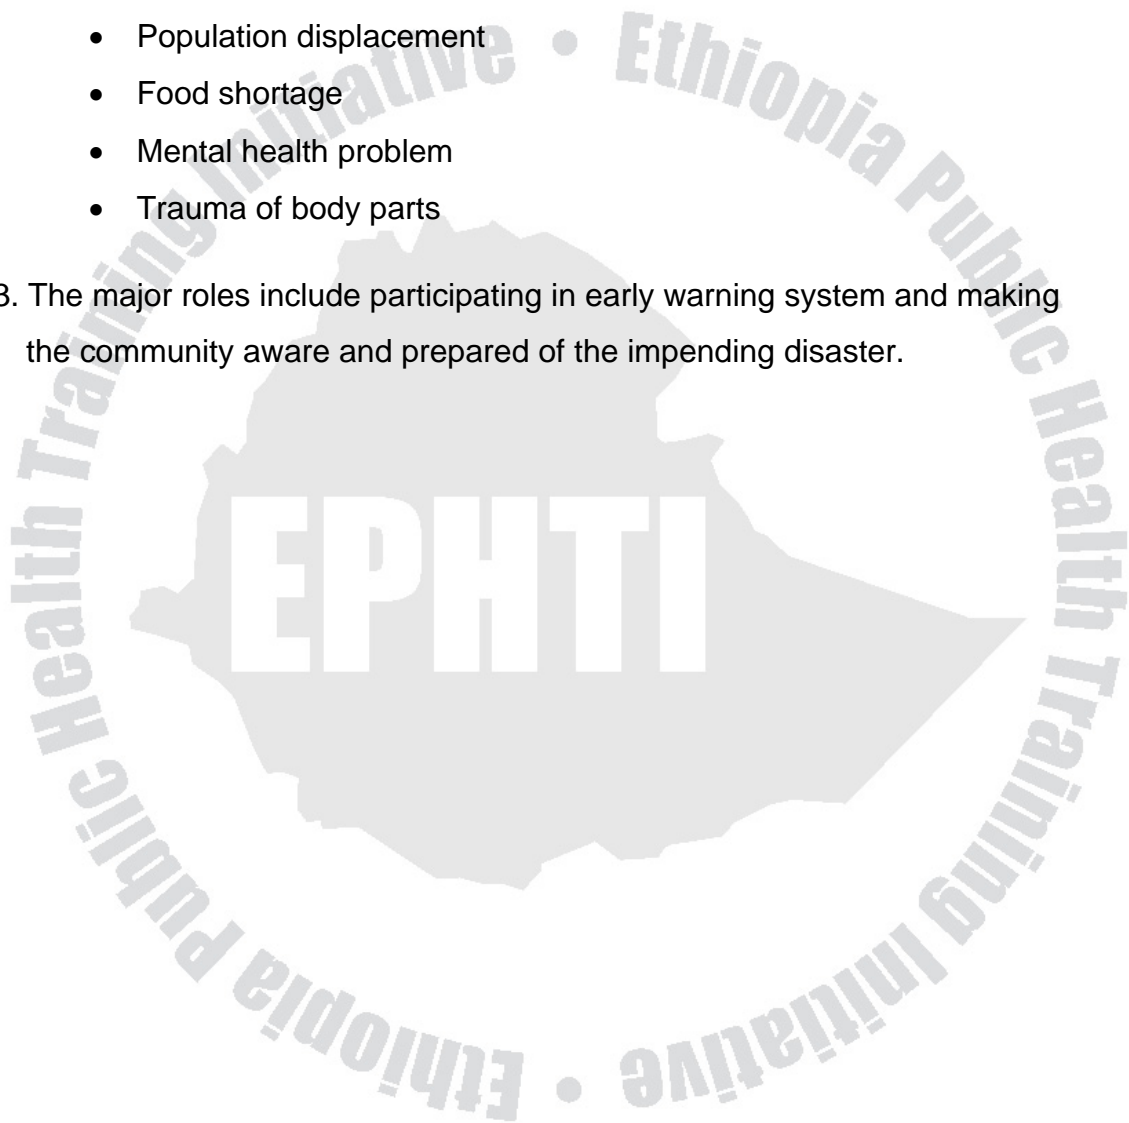 • Population displacement
• Food shortage
• Mental health problem
• Trauma of body parts
3. The major roles include participating in early warning system and making
the community aware and prepared of the impending disaster.
Ethiopia Public Health Training Initiative • Ethiopia Public Health Training Initiative •
EPHTI